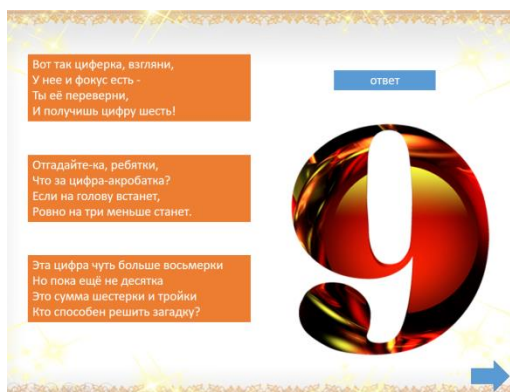 Вот так циферка, взгляни,
У нее и фокус есть -
Ты её переверни,
И получишь цифру шесть!
ответ
Отгадайте-ка, ребятки,
Что за цифра-акробатка?
Если на голову встанет,
Ровно на три меньше станет.
Эта цифра чуть больше восьмерки
Но пока ещё не десятка
Это сумма шестерки и тройки
Кто способен решить загадку?
9